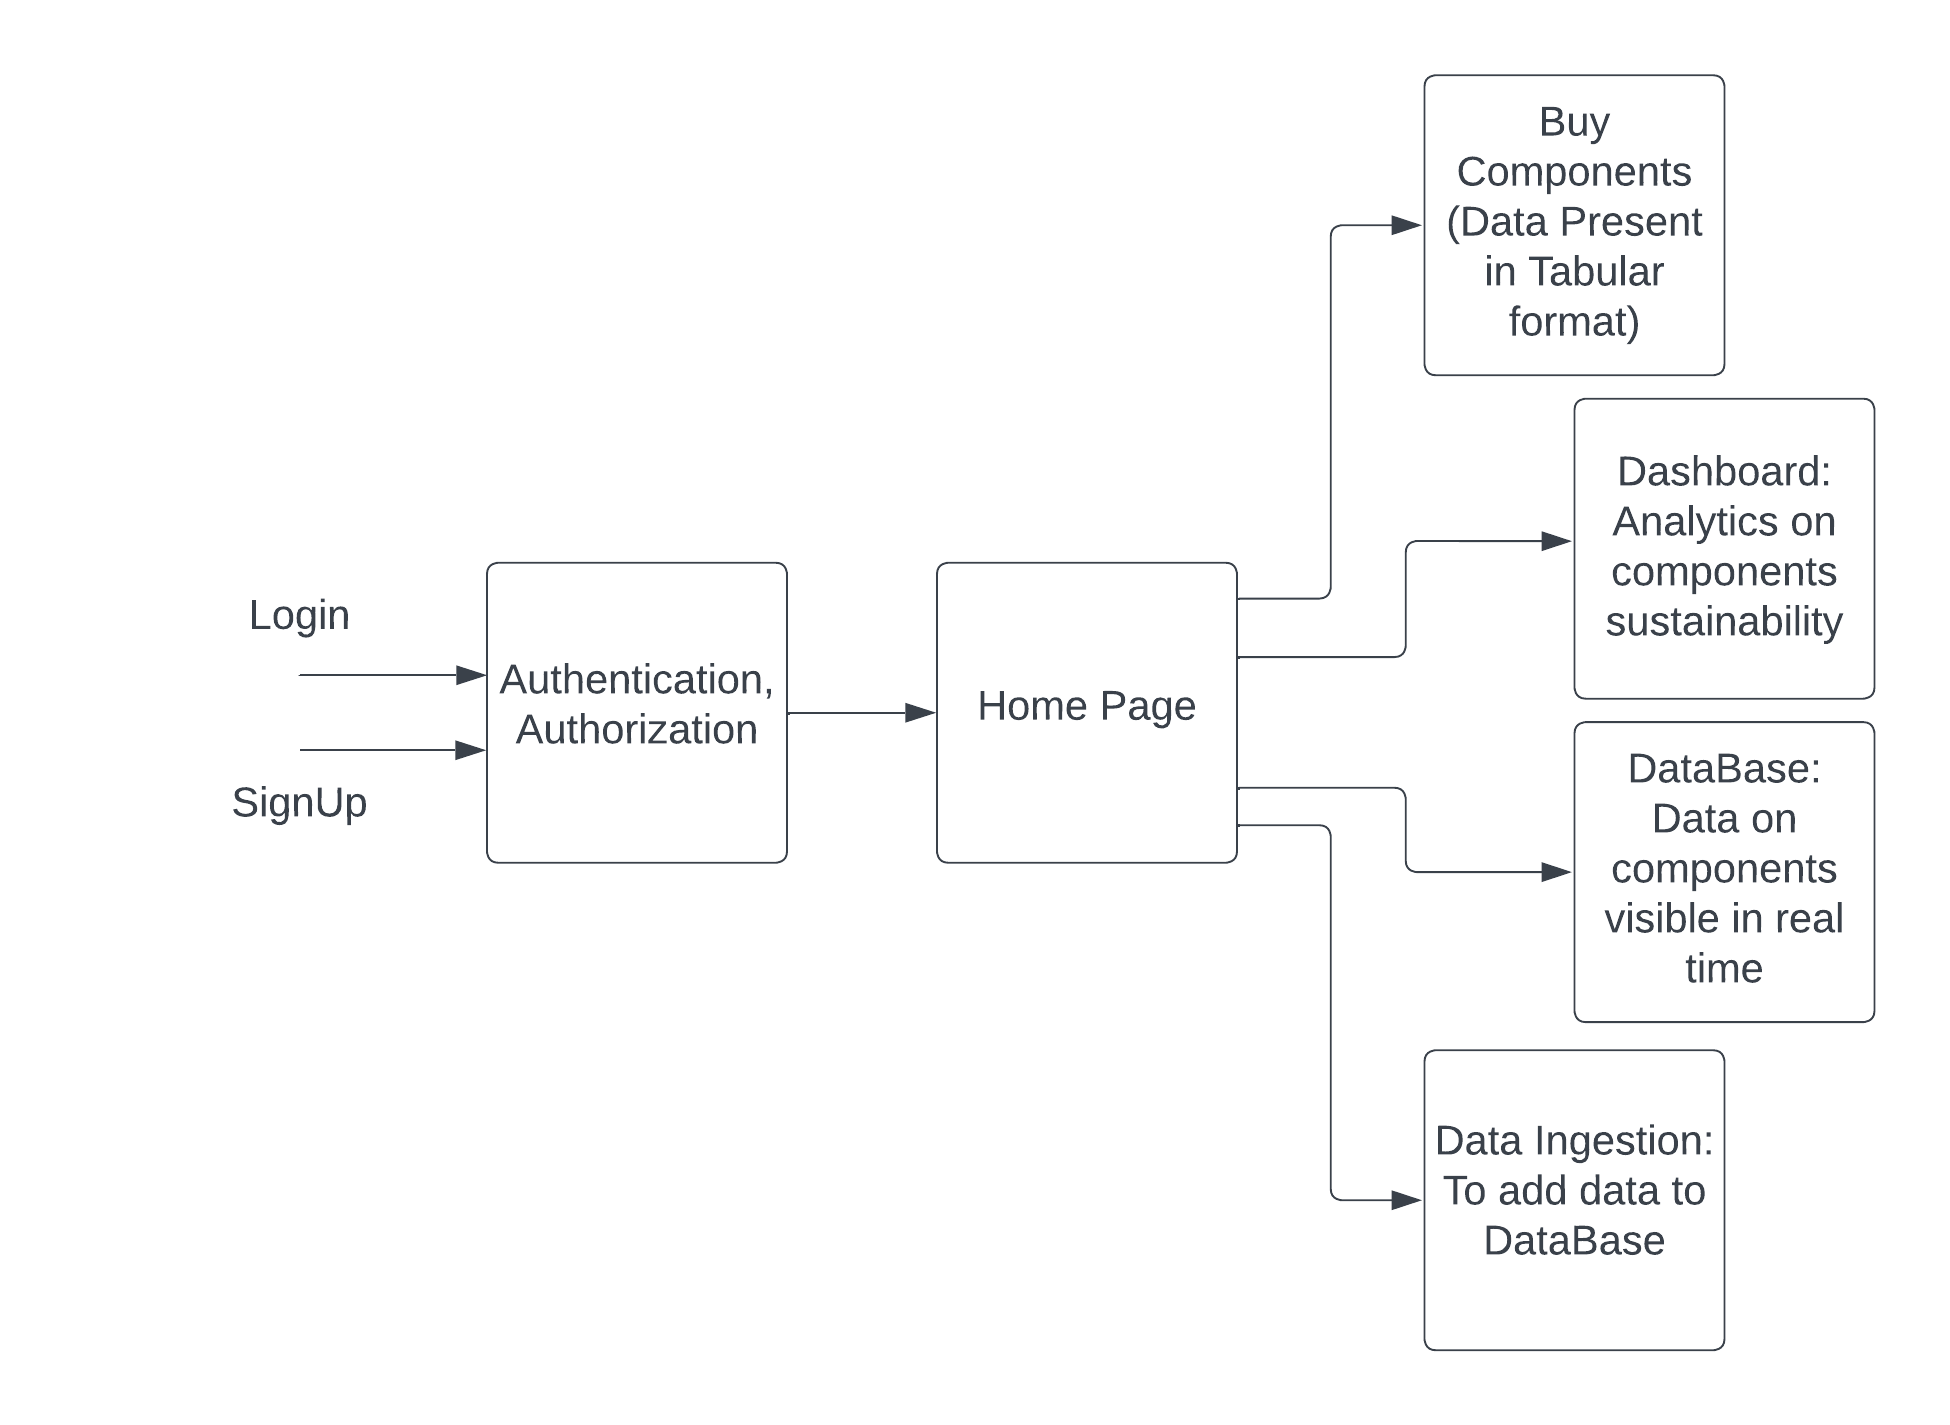 Login
SignUp
Authentication,
Authorization
Home Page
Buy
Components
(Data Present
in Tabular
format)
Dashboard:
Analytics on
components
sustainability
DataBase:
Data on
components
visible in real
time
Data Ingestion:
To add data to
DataBase